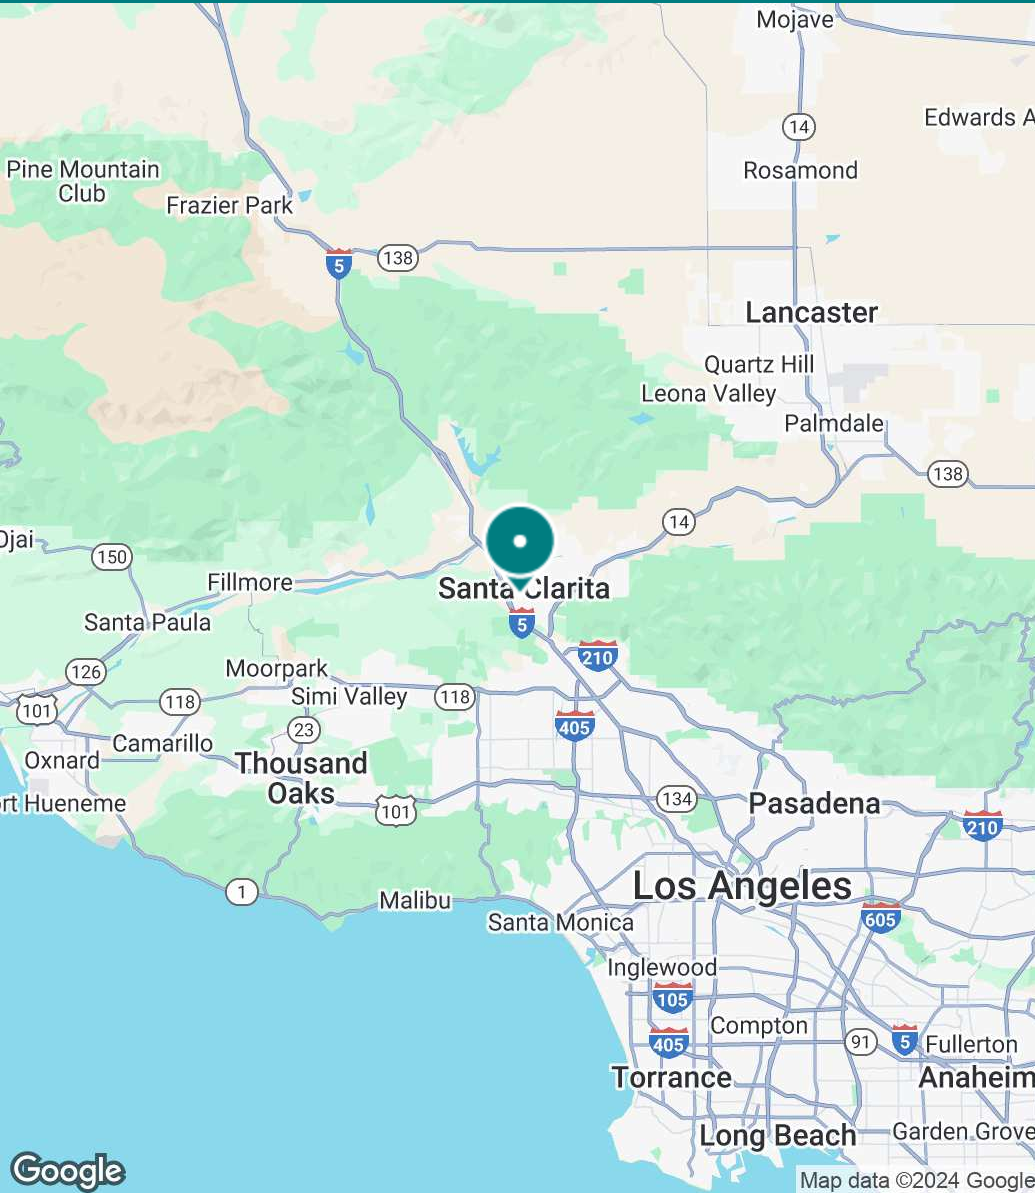 Mojave
14
Edwards A
Rosamond
Pine Mountain
Club
Frazier Park
5
138
Lancaster
Quartz Hill
Leona Valley
Palmdale
138
14
Ojai
150
Fillmore
Santa Clarita
Santa Paula
5
210
Moorpark
126
Simi Valley
118
118
101
23
405
Camarillo
Oxnard
Thousand
Oaks
ort Hueneme
101
134
Pasadena
210
Los Angeles
1
Malibu
605
Santa Monica
Inglewood
105
Compton
405
91
5
Fullerton
Torrance
Anaheim
Long Beach
Garden Grove
Google
Map data ©2024 Google